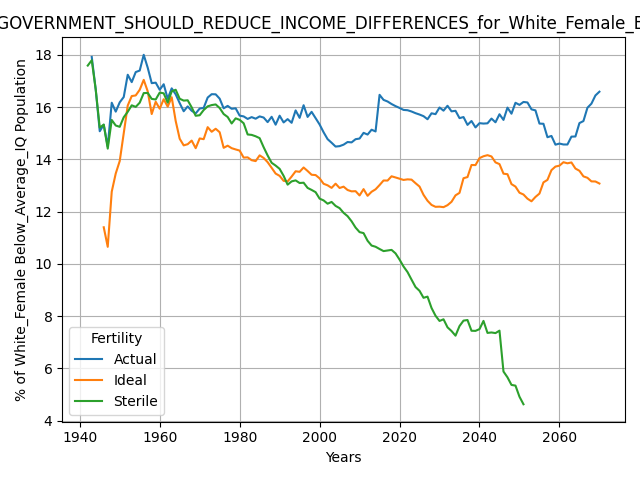 GOVERNMENT_SHOULD_REDUCE_INCOME_DIFFERENCES_for_White_Female_B
% of White_Female Below_Average_IQ Population
18
16
14
12
10
8
6
4
Fertility
Actual
Ideal
Sterile
1940 1960 1980 2000 2020 2040 2060
Years